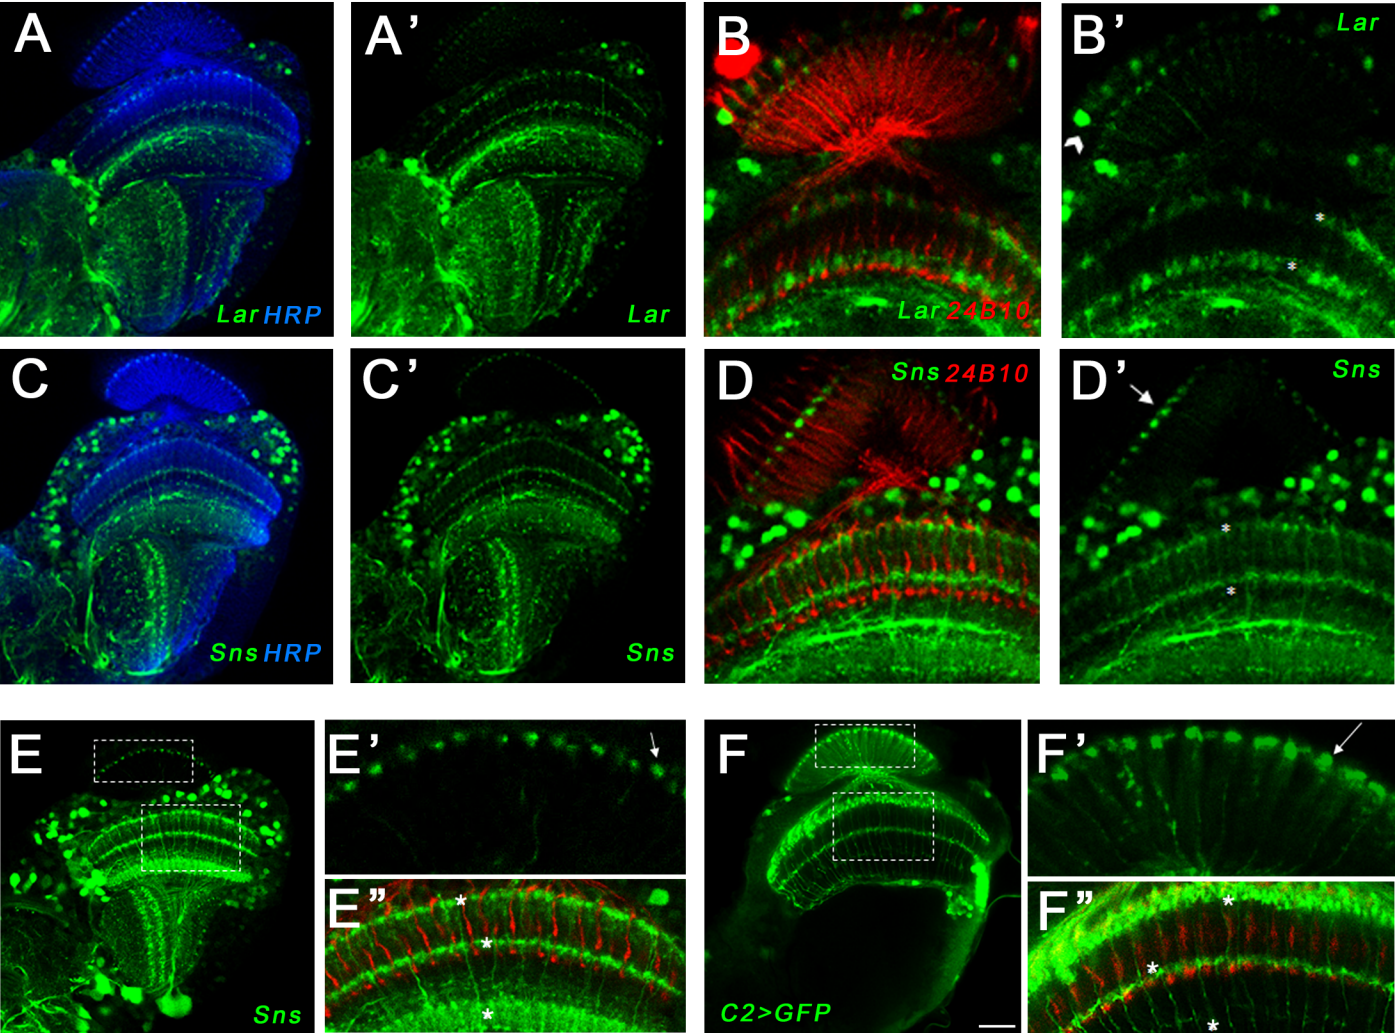 A
Lar HRP
A’
Lar
B
Lar 24B10
B’
Lar
C
Sns HRP
C’
Sns
D
Sns 24B10
D’
Sns
E
Sns
E’
E”
F
C2>GFP
F’
F”